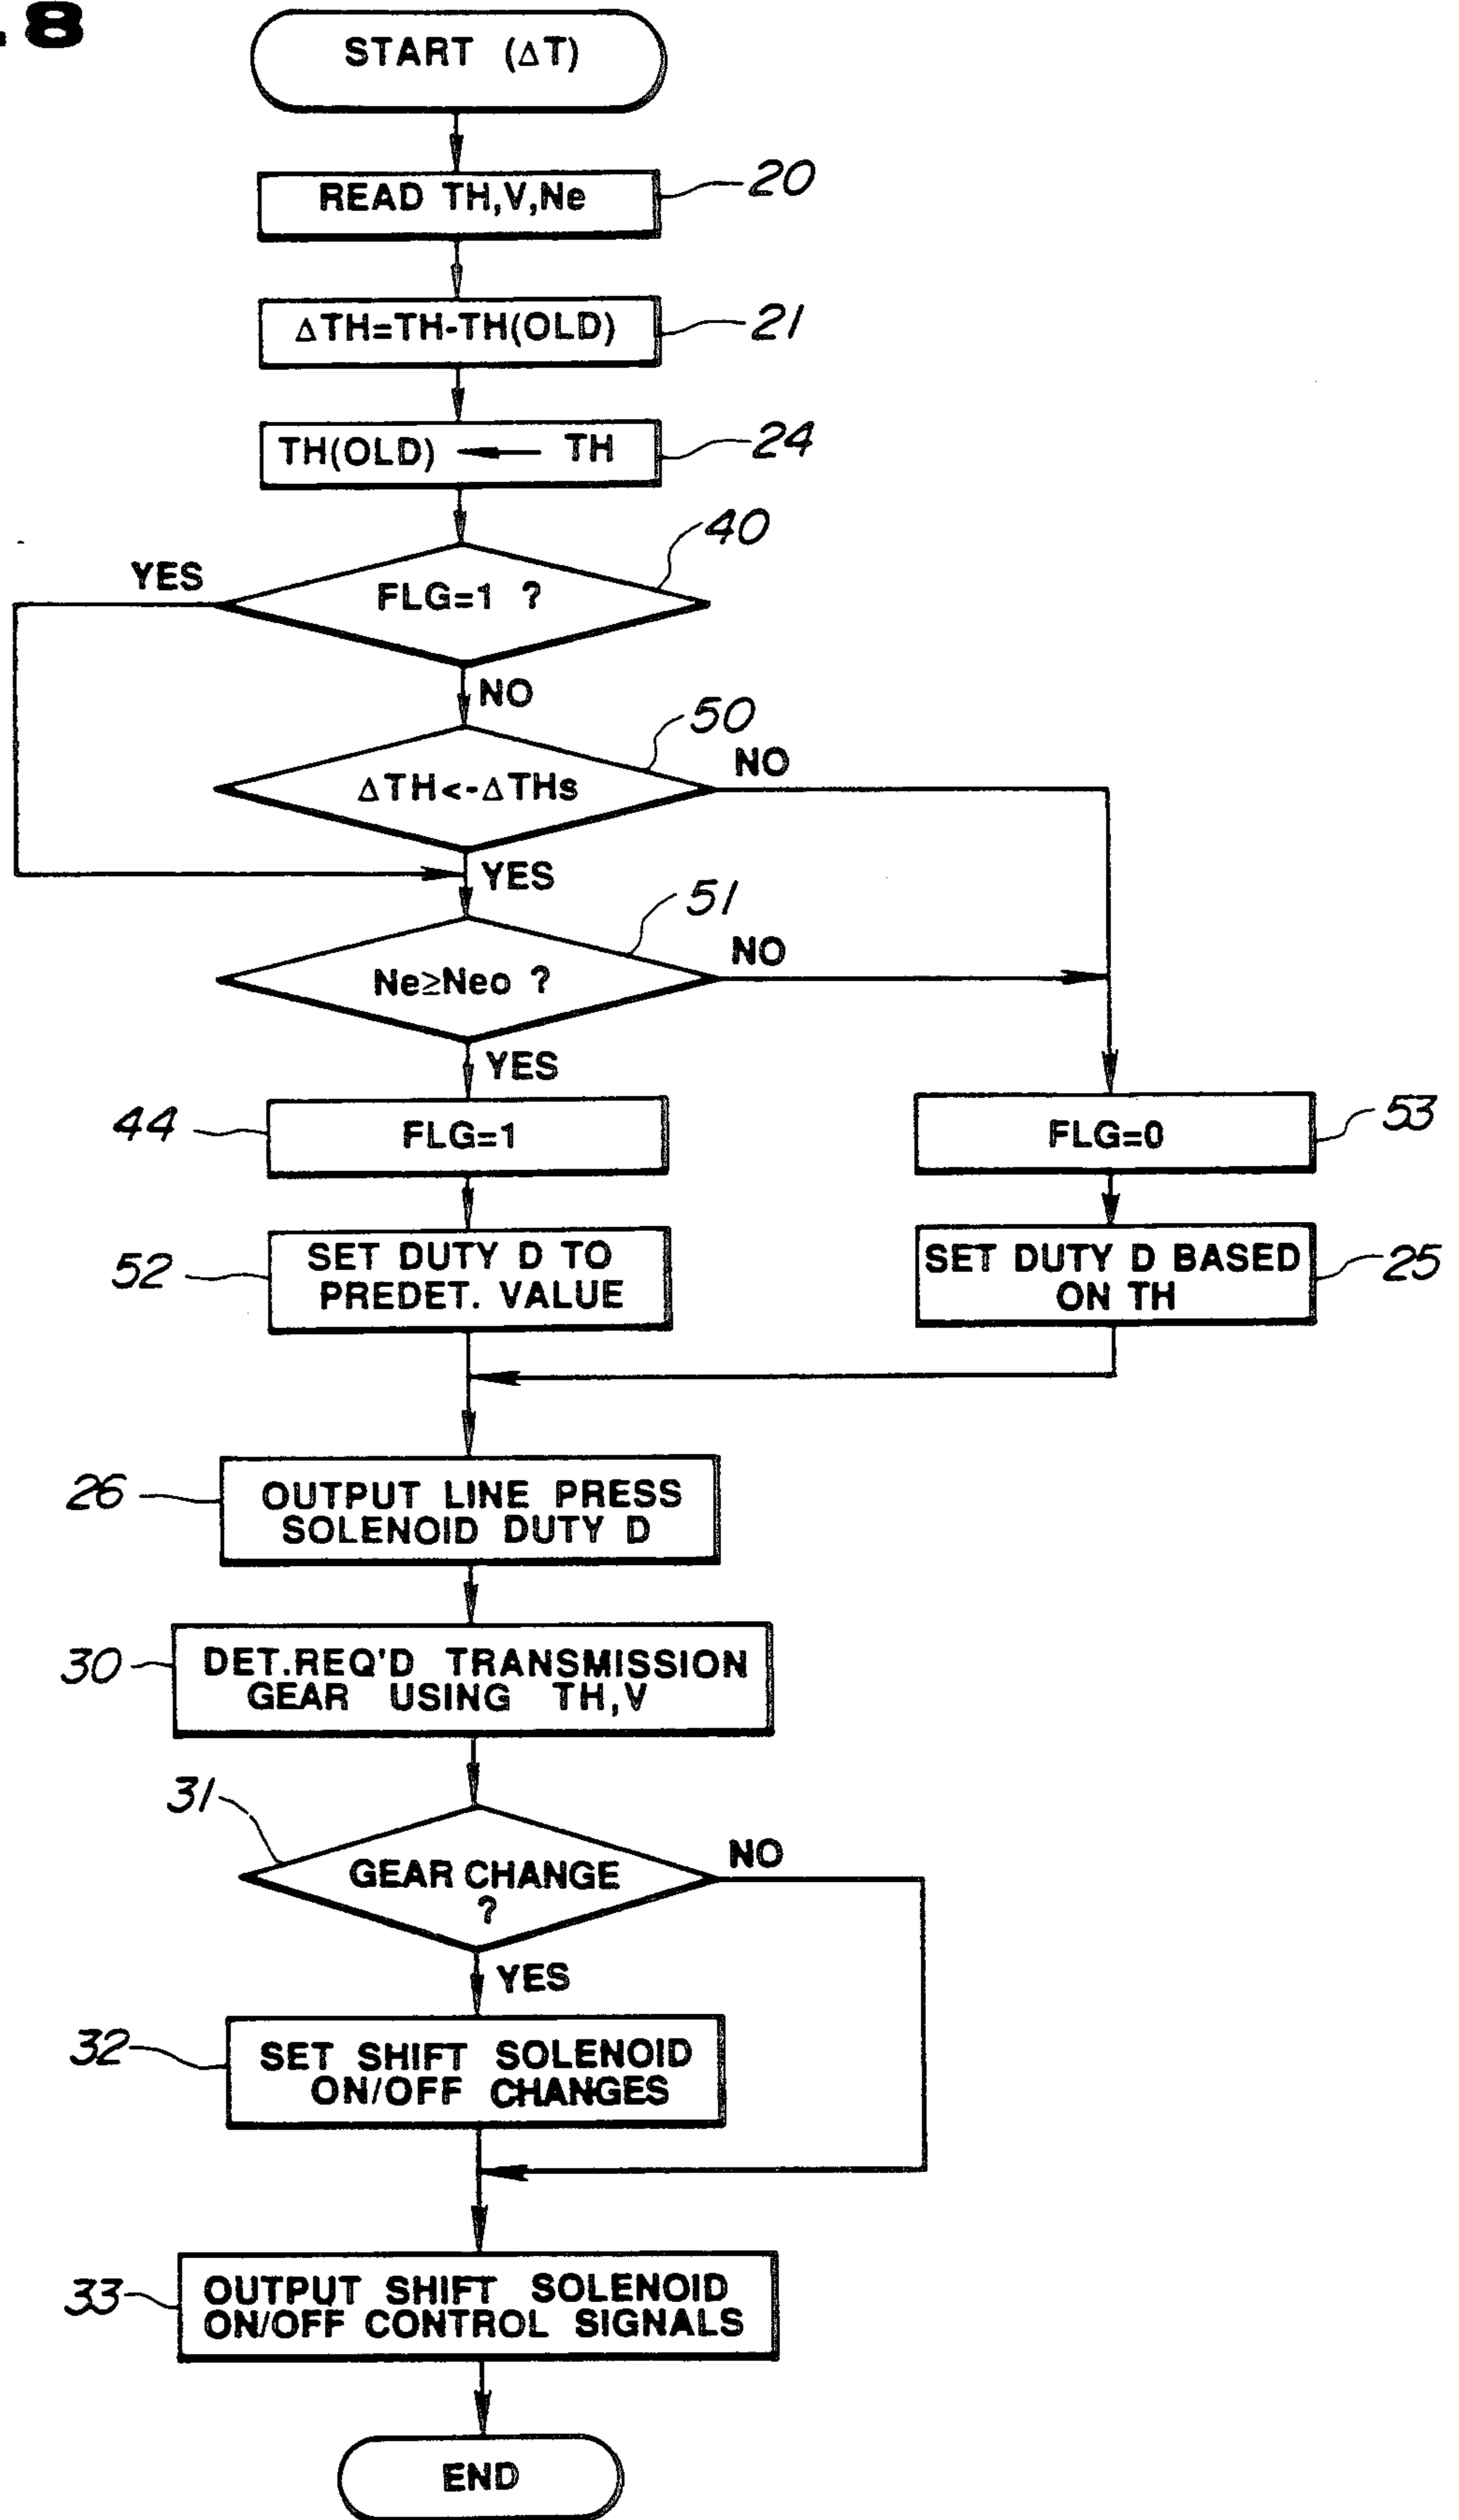 . 8
START (ΔT)
READ TH,V,Ne
20
ΔTH=TH-TH(OLD)
21
TH(OLD) ← TH
24
40
YES
FLG=1 ?
NO
50
NO
ΔTH<-ΔTHs
YES
51
NO
Ne≥Neo ?
YES
44
FLG=1
FLG=0
53
52
SET DUTY D TO
PREDET. VALUE
SET DUTY D BASED
ON TH
25
26
OUTPUT LINE PRESS
SOLENOID DUTY D
30
DET.REQ'D TRANSMISSION
GEAR USING TH,V
31
NO
GEAR CHANGE
?
YES
32
SET SHIFT SOLENOID
ON/OFF CHANGES
33
OUTPUT SHIFT SOLENOID
ON/OFF CONTROL SIGNALS
END